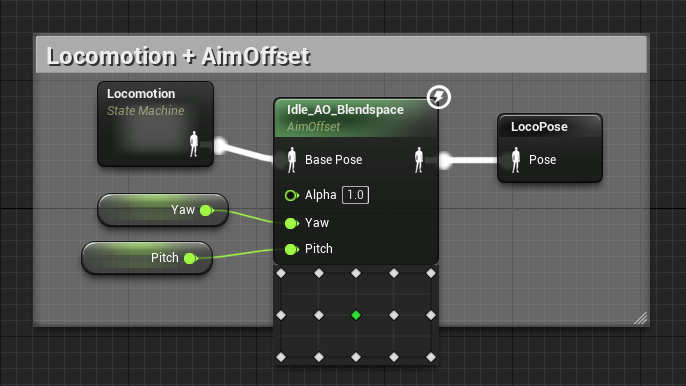 Locomotion + AimOffset
Locomotion
State Machine
Idle_AO_Blendspace
AimOffset
Base Pose
Alpha 1.0
Yaw
Pitch
LocoPose
Pose
Yaw
Pitch